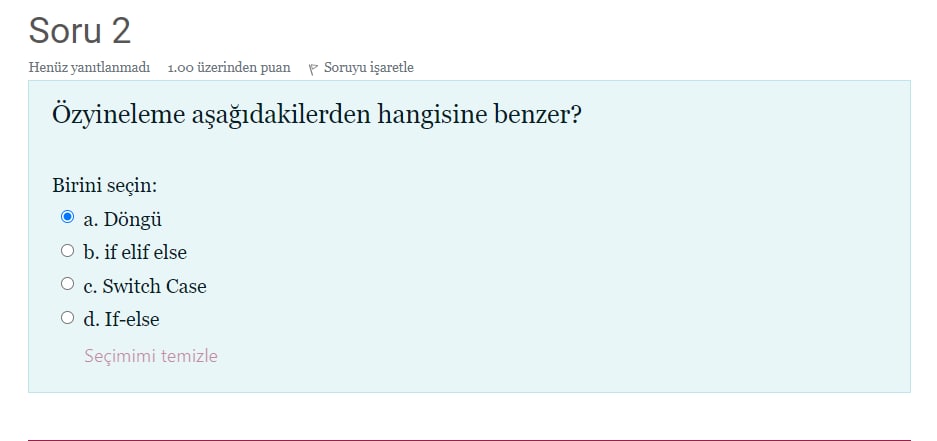 Soru 2
Henüz yanıtlanmadı 1.00 üzerinden puan Soruyu işaretle
Özyineleme aşağıdakilerden hangisine benzer?
Birini seçin:
a. Döngü
b. if elif else
c. Switch Case
d. If-else
Seçimimi temizle